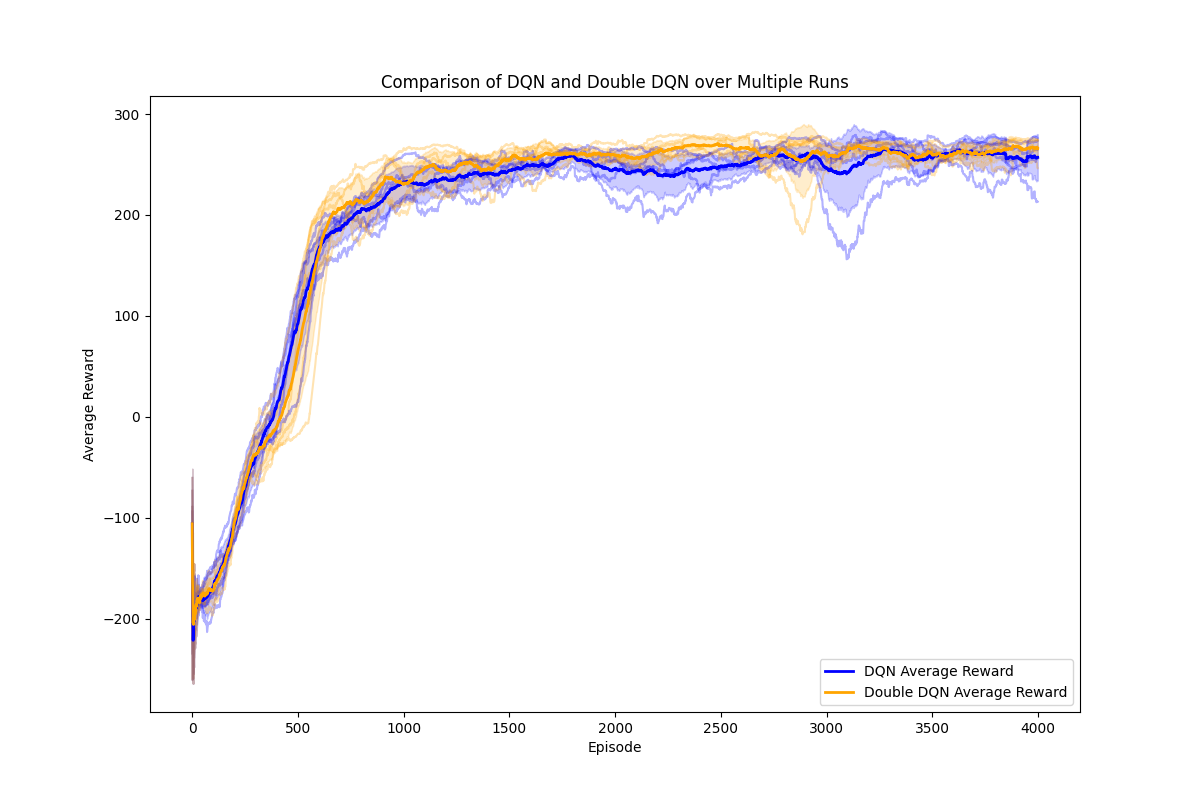 Comparison of DQN and Double DQN over Multiple Runs
300
200
100
0
−100
−200
Average Reward
0 500 1000 1500 2000 2500 3000 3500 4000
Episode
DQN Average Reward
Double DQN Average Reward